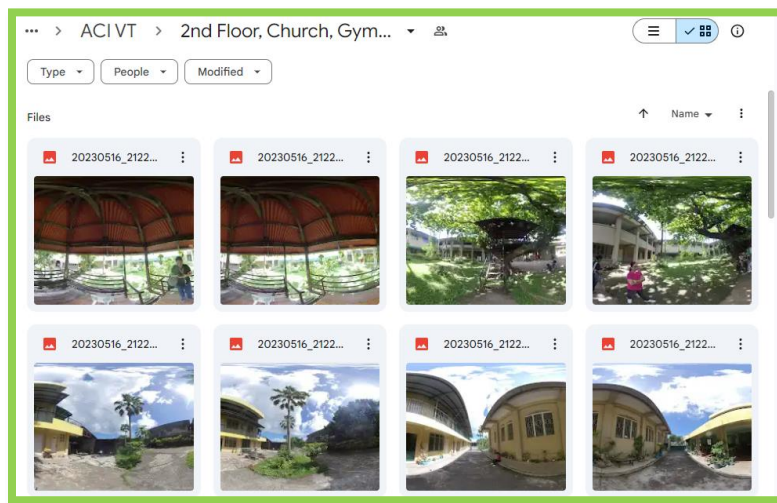 ... > ACI VT > 2nd Floor, Church, Gym...
Type People Modified
Files
Name
20230516_2122... 20230516_2122... 20230516_2122... 20230516_2122...
20230516_2122... 20230516_2122... 20230516_2122... 20230516_2122...